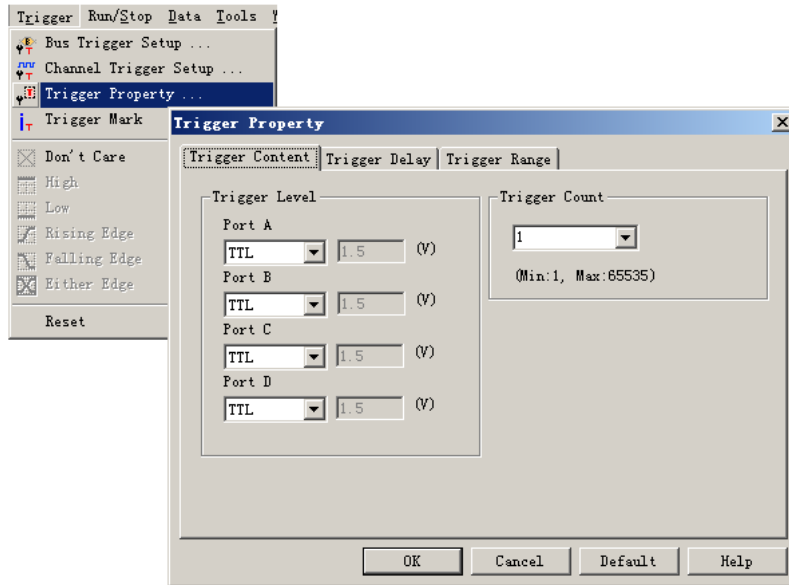 Trigger Run/Stop Data Tools
Bus Trigger Setup ...
Channel Trigger Setup ...
Trigger Property ...
Trigger Mark
Don't Care
High
Low
Rising Edge
Falling Edge
Either Edge
Reset
Trigger Property
Trigger Content Trigger Delay Trigger Range
Trigger Level
Port A
TTL 1.5 (V)
Port B
TTL 1.5 (V)
Port C
TTL 1.5 (V)
Port D
TTL 1.5 (V)
Trigger Count
1
(Min:1, Max:65535)
OK Cancel Default Help